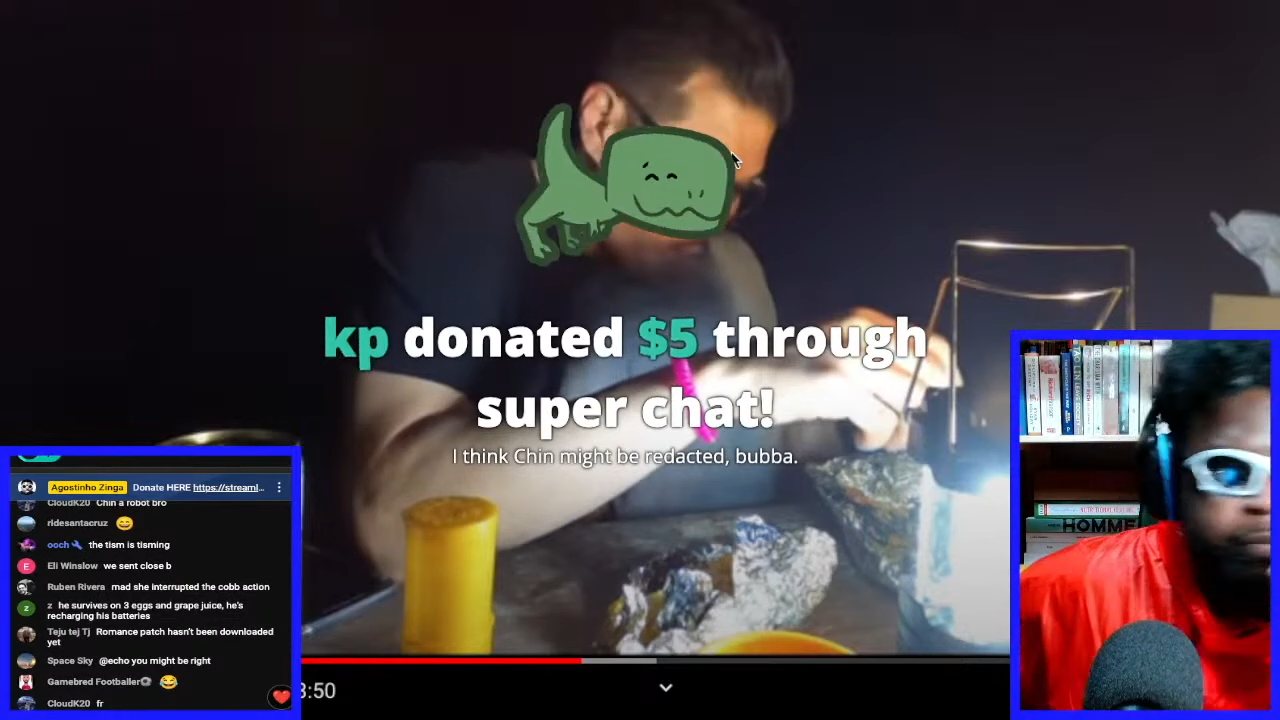 kp donated $5 through
super chat!
I think Chin might be redacted, bubba.
Agostinho Zinga Donate HERE https://streaml...
CloudK20 Chin a robot bro
ridesantacruz
ooch the tism is tisming
E Eli Winslow we sent close b
Ruben Rivera mad she interrupted the cobb action
z z he survives on 3 eggs and grape juice, he's
recharging his batteries
Teju tej Tj Romance patch hasn't been downloaded
yet
Space Sky @echo you might be right
Gamebred Footballer
CloudK20 fr
3:50
HOMME